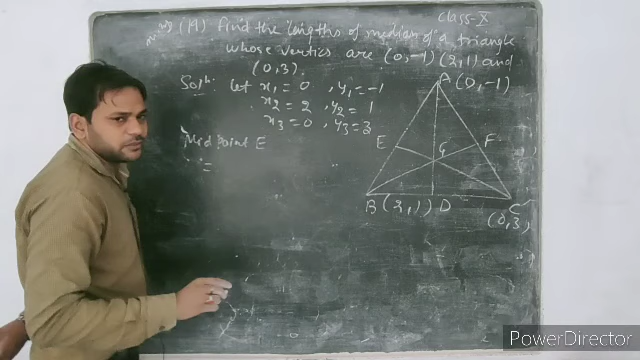 Class-X
(19) Find the lengths of median of a triangle
whose vertics are (0,-1) (2,1) and
(0,3).
Solⁿ: let x₁ = 0 , y₁ = -1
x₂ = 2 , y₂ = 1
x₃ = 0 , y₃ = 3
Mid Point E
=
A (0,-1)
E
F
G
B (2,1) D
C
(0,3)
PowerDirector